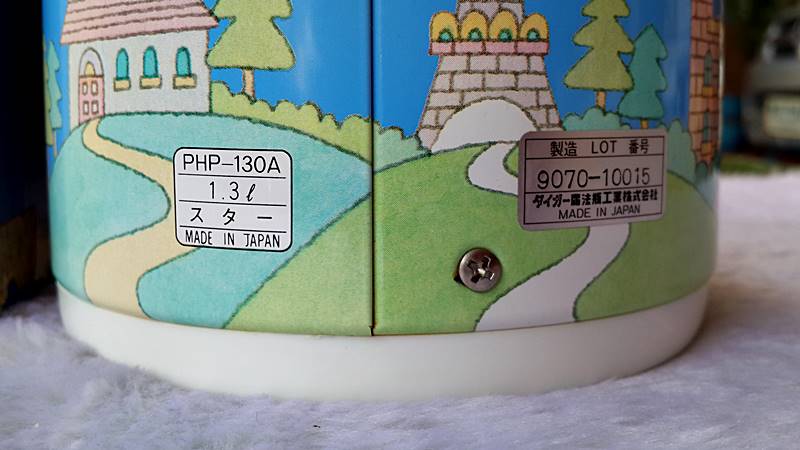 PHP-130A
1.3ℓ
スター
MADE IN JAPAN
製造 LOT 番号
9070-10015
タイガー魔法瓶工業株式会社
MADE IN JAPAN